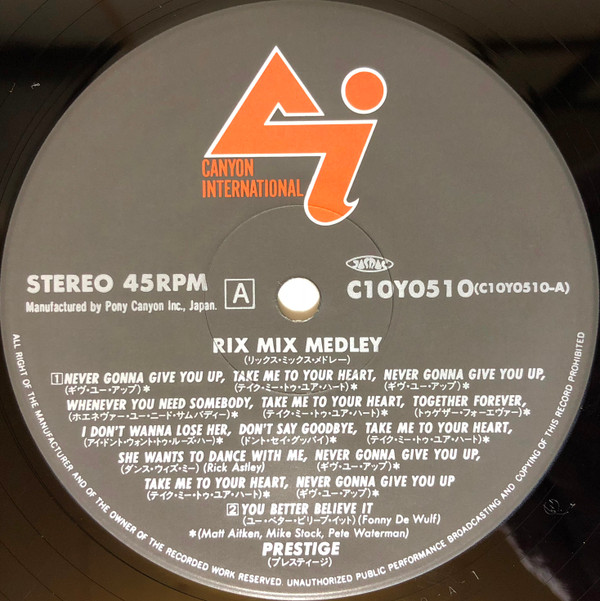 CANYON
INTERNATIONAL
STEREO 45RPM
Manufactured by Pony Canyon Inc., Japan.
A
JASRAC
C10Y0510(C10Y0510-A)
RIX MIX MEDLEY
(リックス・ミックス・メドレー)
1 NEVER GONNA GIVE YOU UP, TAKE ME TO YOUR HEART, NEVER GONNA GIVE YOU UP,
(ギヴ・ユー・アップ)* (テイク・ミー・トゥ・ユア・ハート)* (ギヴ・ユー・アップ)*
WHENEVER YOU NEED SOMEBODY, TAKE ME TO YOUR HEART, TOGETHER FOREVER,
(ホエネヴァー・ユー・ニード・サムバディー)* (テイク・ミー・トゥ・ユア・ハート)* (トゥゲザー・フォーエヴァー)*
I DON'T WANNA LOSE HER, DON'T SAY GOODBYE, TAKE ME TO YOUR HEART,
(アイ・ドント・ウォント・トゥ・ルーズ・ハー)* (ドント・セイ・グッバイ)* (テイク・ミー・トゥ・ユア・ハート)*
SHE WANTS TO DANCE WITH ME, NEVER GONNA GIVE YOU UP,
(ダンス・ウィズ・ミー) (Rick Astley) (ギヴ・ユー・アップ)*
TAKE ME TO YOUR HEART, NEVER GONNA GIVE YOU UP
(テイク・ミー・トゥ・ユア・ハート)* (ギヴ・ユー・アップ)*
2 YOU BETTER BELIEVE IT
(ユー・ベター・ビリーブ・イット) (Fonny De Wulf)
*(Matt Aitken, Mike Stock, Pete Waterman)
PRESTIGE
(プレスティージ)
ALL RIGHT OF THE MANUFACTURER AND OF THE OWNER OF THE RECORDED WORK RESERVED. UNAUTHORIZED PUBLIC PERFORMANCE BROADCASTING AND COPYING OF THIS RECORD PROHIBITED